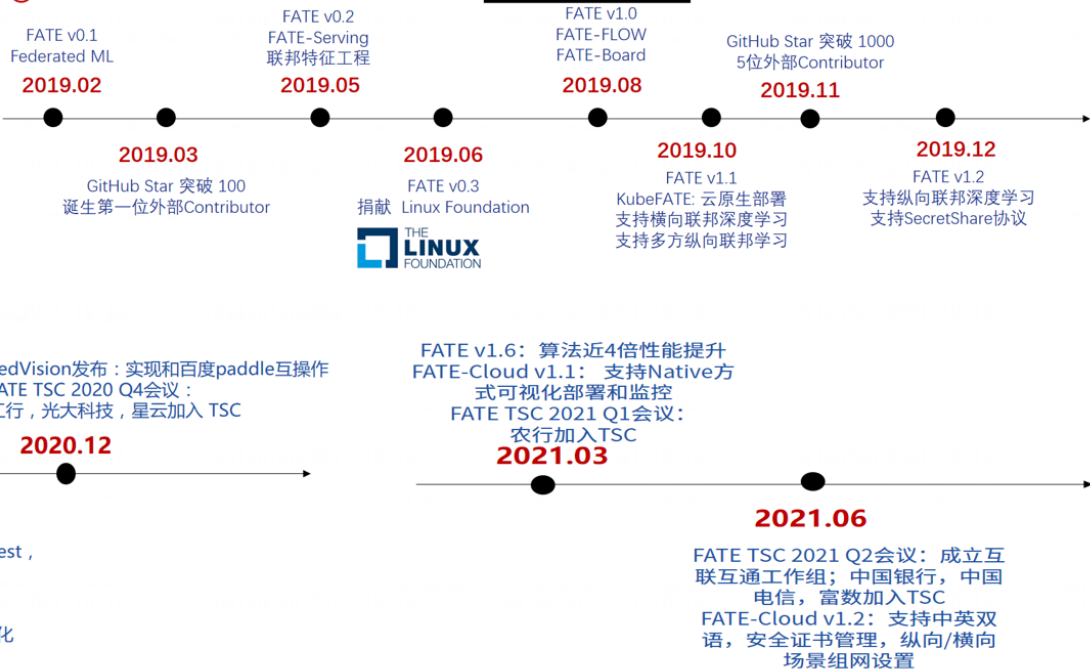 FATE v0.1
Federated ML
2019.02
FATE v0.2
FATE-Serving
联邦特征工程
2019.05
FATE v1.0
FATE-FLOW
FATE-Board
2019.08
GitHub Star 突破 1000
5位外部Contributor
2019.11
2019.03
GitHub Star 突破 100
诞生第一位外部Contributor
2019.06
FATE v0.3
捐献 Linux Foundation
THE
LINUX
FOUNDATION
2019.10
FATE v1.1
KubeFATE: 云原生部署
支持横向联邦深度学习
支持多方纵向联邦学习
2019.12
FATE v1.2
支持纵向联邦深度学习
支持SecretShare协议
edVision发布：实现和百度paddle互操作
ATE TSC 2020 Q4会议：
工行，光大科技，星云加入 TSC
2020.12
est，
化
FATE v1.6：算法近4倍性能提升
FATE-Cloud v1.1： 支持Native方
式可视化部署和监控
FATE TSC 2021 Q1会议：
农行加入TSC
2021.03
2021.06
FATE TSC 2021 Q2会议：成立互
联互通工作组；中国银行，中国
电信，富数加入TSC
FATE-Cloud v1.2：支持中英双
语，安全证书管理，纵向/横向
场景组网设置